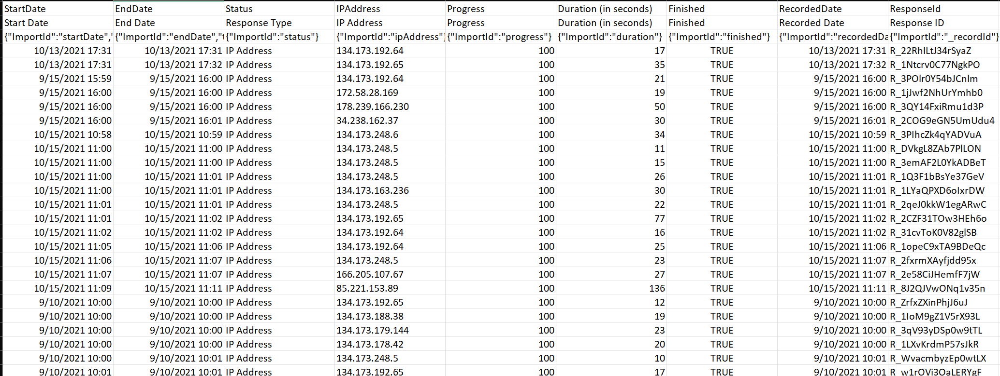 StartDate EndDate Status IPAddress Progress Duration (in seconds) Finished RecordedDate ResponseId
Start Date End Date Response Type IP Address Progress Duration (in seconds) Finished Recorded Date Response ID
{"ImportId":"startDate"," {"ImportId":"endDate"," {"ImportId":"status"} {"ImportId":"ipAddress"} {"ImportId":"progress"} {"ImportId":"duration"} {"ImportId":"finished"} {"ImportId":"recordedDa {"ImportId":"_recordId"}
10/13/2021 17:31 10/13/2021 17:31 IP Address 134.173.192.64 100 17 TRUE 10/13/2021 17:31 R_22RhlLtJ34rSyaZ
10/13/2021 17:31 10/13/2021 17:32 IP Address 134.173.192.65 100 35 TRUE 10/13/2021 17:32 R_1Ntcrv0C77NgkPO
9/15/2021 15:59 9/15/2021 16:00 IP Address 134.173.192.64 100 21 TRUE 9/15/2021 16:00 R_3POlr0Y54bJCnlm
9/15/2021 16:00 9/15/2021 16:00 IP Address 172.58.28.169 100 19 TRUE 9/15/2021 16:00 R_1jJwf2NhUrYmhb0
9/15/2021 16:00 9/15/2021 16:00 IP Address 178.239.166.230 100 50 TRUE 9/15/2021 16:00 R_3QY14FxiRmu1d3P
9/15/2021 16:00 9/15/2021 16:01 IP Address 34.238.162.37 100 30 TRUE 9/15/2021 16:01 R_2COG9eGN5UmUdu4
10/15/2021 10:58 10/15/2021 10:59 IP Address 134.173.248.6 100 34 TRUE 10/15/2021 10:59 R_3PIhcZk4qYADVuA
10/15/2021 11:00 10/15/2021 11:00 IP Address 134.173.248.5 100 11 TRUE 10/15/2021 11:00 R_DVkgL8ZAb7PlLON
10/15/2021 11:00 10/15/2021 11:00 IP Address 134.173.248.5 100 15 TRUE 10/15/2021 11:00 R_3emAF2L0YkADBeT
10/15/2021 11:00 10/15/2021 11:01 IP Address 134.173.248.5 100 26 TRUE 10/15/2021 11:01 R_1Q3F1bBsYe37GeV
10/15/2021 11:00 10/15/2021 11:01 IP Address 134.173.163.236 100 30 TRUE 10/15/2021 11:01 R_1LYaQPXD6oIxrDW
10/15/2021 11:01 10/15/2021 11:01 IP Address 134.173.248.5 100 22 TRUE 10/15/2021 11:01 R_2qeJ0kkW1egARwC
10/15/2021 11:01 10/15/2021 11:02 IP Address 134.173.192.65 100 77 TRUE 10/15/2021 11:02 R_2CZF31TOw3HEh6o
10/15/2021 11:02 10/15/2021 11:02 IP Address 134.173.192.64 100 16 TRUE 10/15/2021 11:02 R_31cvToK0V82glSB
10/15/2021 11:05 10/15/2021 11:06 IP Address 134.173.192.64 100 25 TRUE 10/15/2021 11:06 R_1opeC9xTA9BDeQc
10/15/2021 11:06 10/15/2021 11:07 IP Address 134.173.248.5 100 23 TRUE 10/15/2021 11:07 R_2fxrmXAyfjdd95x
10/15/2021 11:07 10/15/2021 11:07 IP Address 166.205.107.67 100 27 TRUE 10/15/2021 11:07 R_2e58CiJHemfF7jW
10/15/2021 11:09 10/15/2021 11:11 IP Address 85.221.153.89 100 136 TRUE 10/15/2021 11:11 R_8J2QJVwONq1v35n
9/10/2021 10:00 9/10/2021 10:00 IP Address 134.173.192.65 100 12 TRUE 9/10/2021 10:00 R_ZrfxZXinPhjJ6uJ
9/10/2021 10:00 9/10/2021 10:00 IP Address 134.173.188.38 100 19 TRUE 9/10/2021 10:00 R_1IoM9gZ1V5rX93L
9/10/2021 10:00 9/10/2021 10:00 IP Address 134.173.179.144 100 23 TRUE 9/10/2021 10:00 R_3qV93yDSp0w9tTL
9/10/2021 10:00 9/10/2021 10:00 IP Address 134.173.178.42 100 20 TRUE 9/10/2021 10:00 R_1LXvKrdmP57sJkR
9/10/2021 10:00 9/10/2021 10:01 IP Address 134.173.248.5 100 10 TRUE 9/10/2021 10:01 R_WvacmbyzEp0wtLX
9/10/2021 10:01 9/10/2021 10:01 IP Address 134.173.192.65 100 17 TRUE 9/10/2021 10:01 R_w1rOVi3OaLERYgF